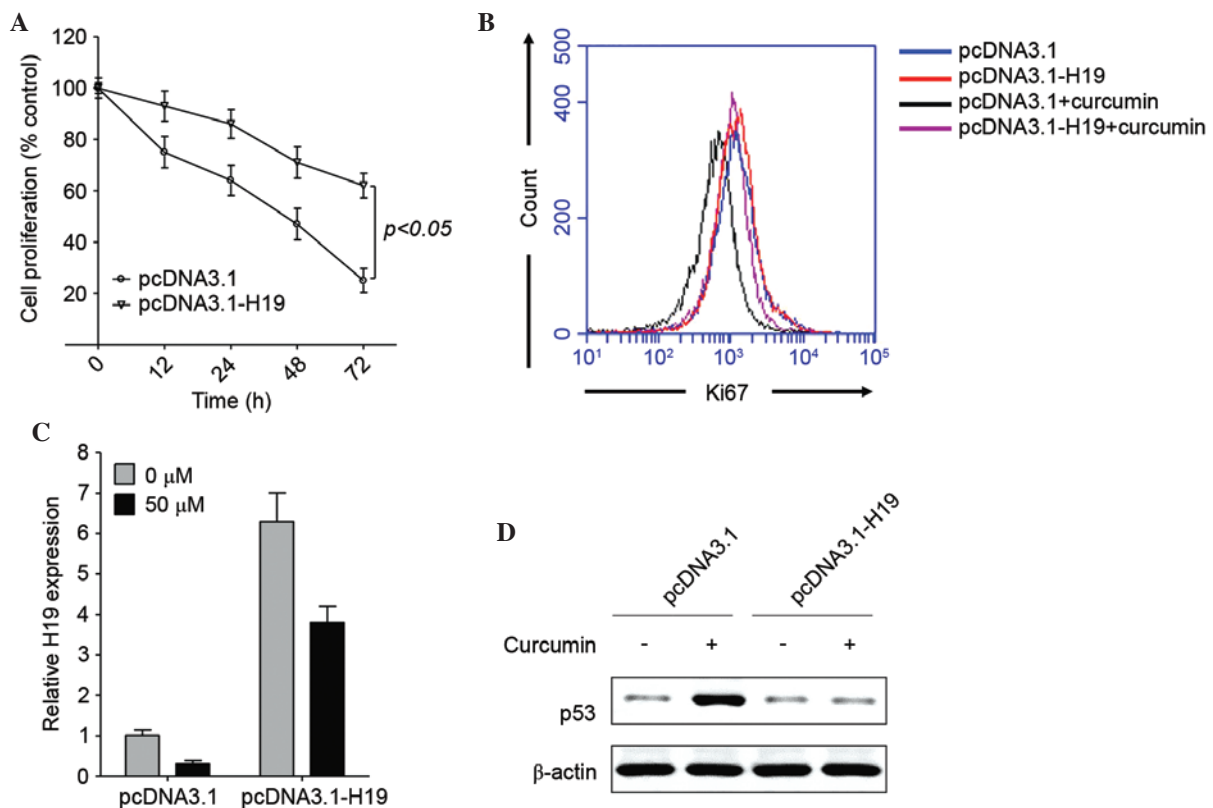 A
Cell proliferation (% control)
120
100
80
60
40
20
0
12
24
48
72
Time (h)
pcDNA3.1
pcDNA3.1-H19
p<0.05
B
Count
500
400
200
0
10¹
10²
10³
10⁴
10⁵
Ki67
pcDNA3.1
pcDNA3.1-H19
pcDNA3.1+curcumin
pcDNA3.1-H19+curcumin
C
Relative H19 expression
8
7
6
5
4
3
2
1
0
0 μM
50 μM
pcDNA3.1
pcDNA3.1-H19
D
pcDNA3.1
pcDNA3.1-H19
Curcumin - + - +
p53
β-actin